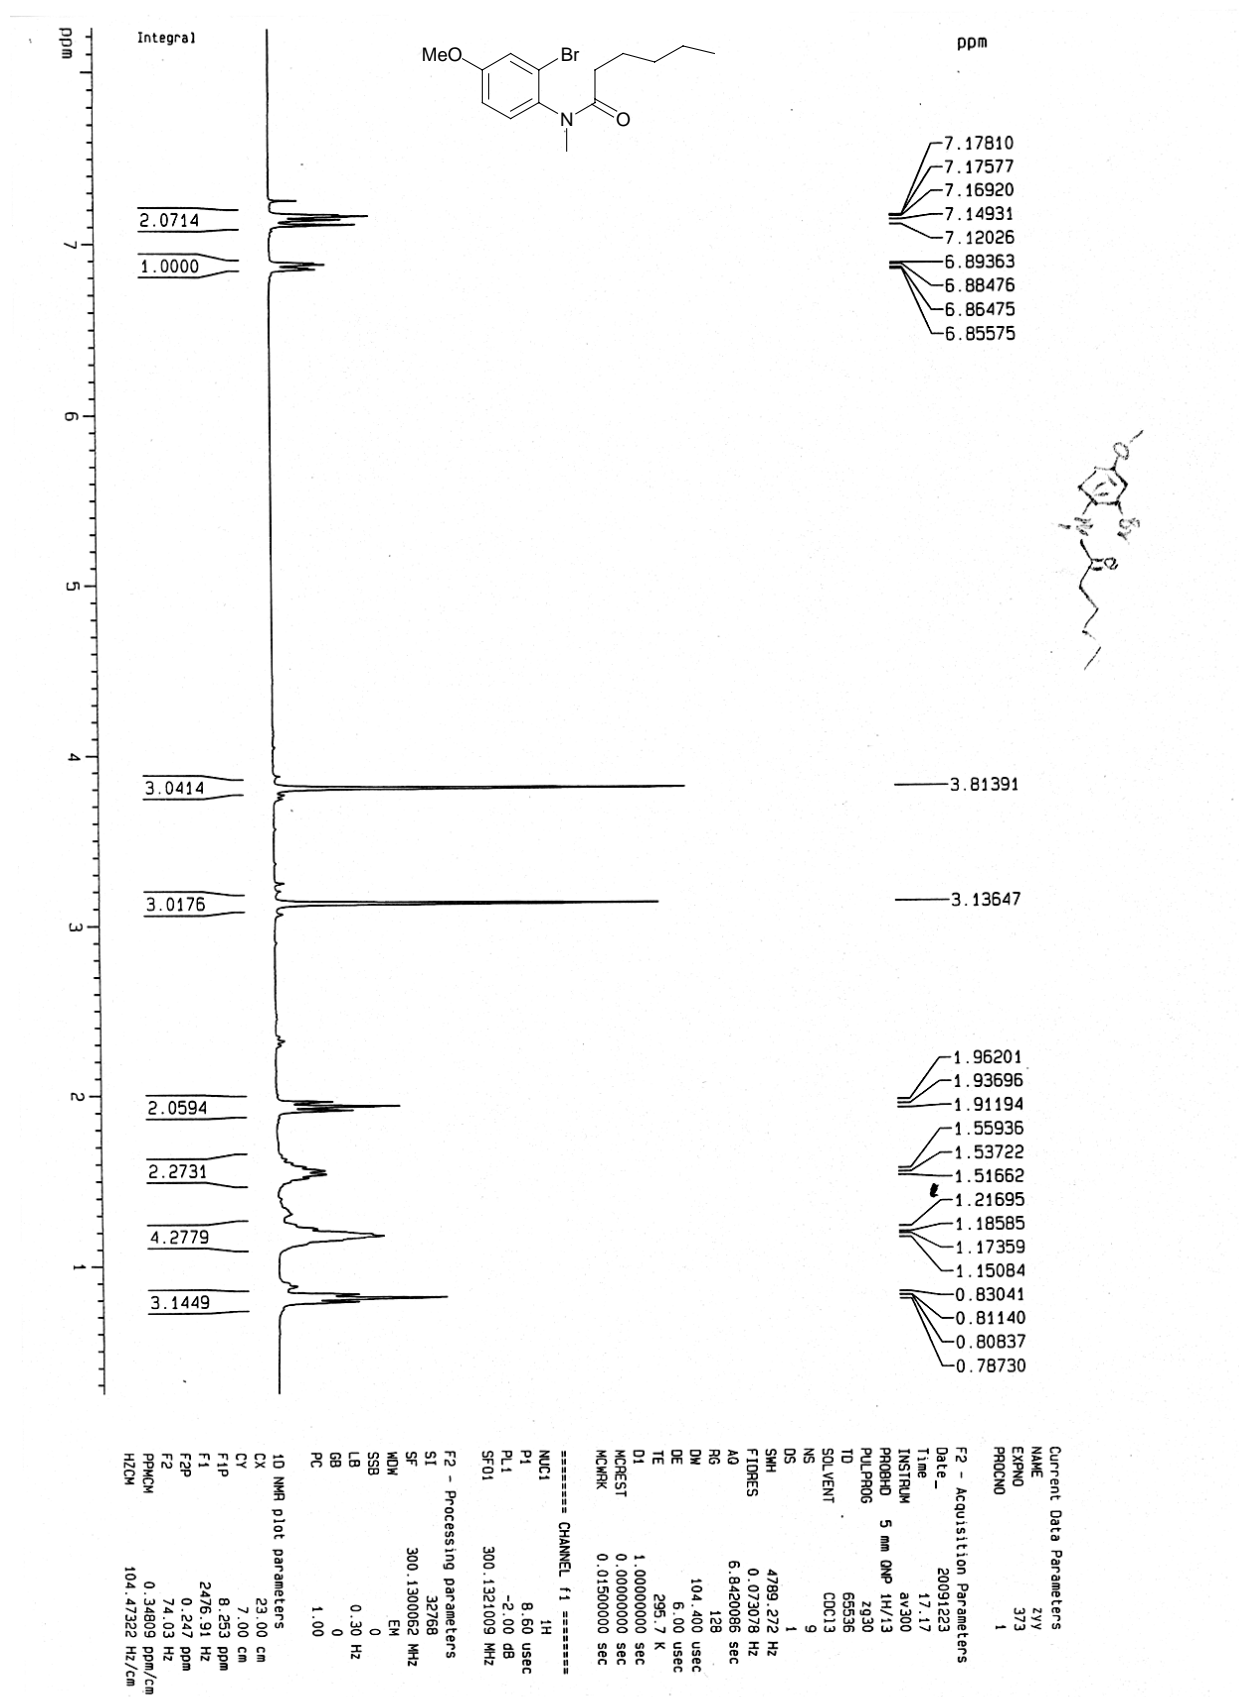 ppm
Integral
MeO
Br
N
O
ppm
7.17810
7.17577
7.16920
7.14931
7.12026
6.89363
6.88476
6.86475
6.85575
3.81391
3.13647
1.96201
1.93696
1.91194
1.55936
1.53722
1.51662
1.21695
1.18585
1.17359
1.15084
0.83041
0.81140
0.80837
0.78730
2.0714
1.0000
3.0414
3.0176
2.0594
2.2731
4.2779
3.1449
7
6
5
4
3
2
1
O
N
Br
O
Current Data Parameters
NAME zyy
EXPNO 373
PROCNO 1
F2 - Acquisition Parameters
Date_ 20091223
Time 17.17
INSTRUM av300
PROBHD 5 mm QNP 1H/13
PULPROG zg30
TD 65536
SOLVENT CDCl3
NS 9
DS 1
SWH 4789.272 Hz
FIDRES 0.073078 Hz
AQ 6.8420086 sec
RG 128
DW 104.400 usec
DE 6.00 usec
TE 295.7 K
D1 1.00000000 sec
MCREST 0.00000000 sec
MCWRK 0.01500000 sec
======== CHANNEL f1 ========
NUC1 1H
P1 8.60 usec
PL1 -2.00 dB
SFO1 300.1321009 MHz
F2 - Processing parameters
SI 32768
SF 300.1300062 MHz
WDW EM
SSB 0
LB 0.30 Hz
GB 0
PC 1.00
1D NMR plot parameters
CX 23.00 cm
CY 7.00 cm
F1P 8.253 ppm
F1 2476.91 Hz
F2P 0.247 ppm
F2 74.03 Hz
PPMCM 0.34809 ppm/cm
HZCM 104.47322 Hz/cm